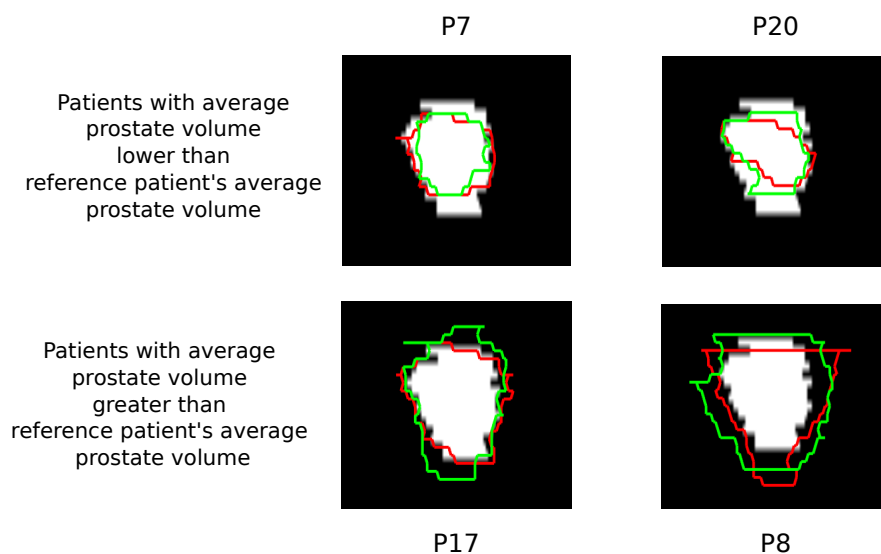 P7
P20
Patients with average
prostate volume
lower than
reference patient's average
prostate volume
Patients with average
prostate volume
greater than
reference patient's average
prostate volume
P17
P8